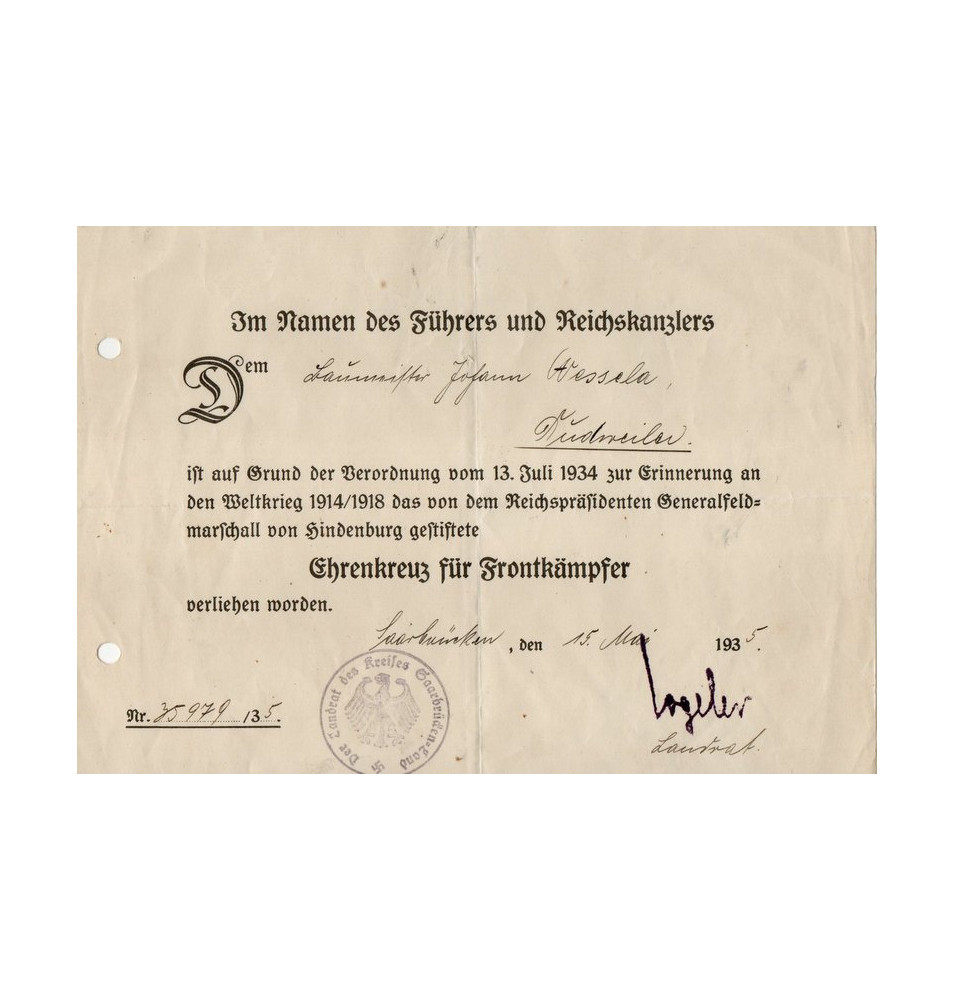 Im Namen des Führers und Reichskanzlers
Dem Baumeister Johann Wessela,
Dudweiler.
ist auf Grund der Verordnung vom 13. Juli 1934 zur Erinnerung an
den Weltkrieg 1914/1918 das von dem Reichspräsidenten Generalfeld=
marschall von Hindenburg gestiftete
Ehrenkreuz für Frontkämpfer
verliehen worden.
Saarbrücken, den 15. Mai 1935.
Der Landrat des Kreises Saarbrücken=Land
Nr. 35979 /35.
Landrat.